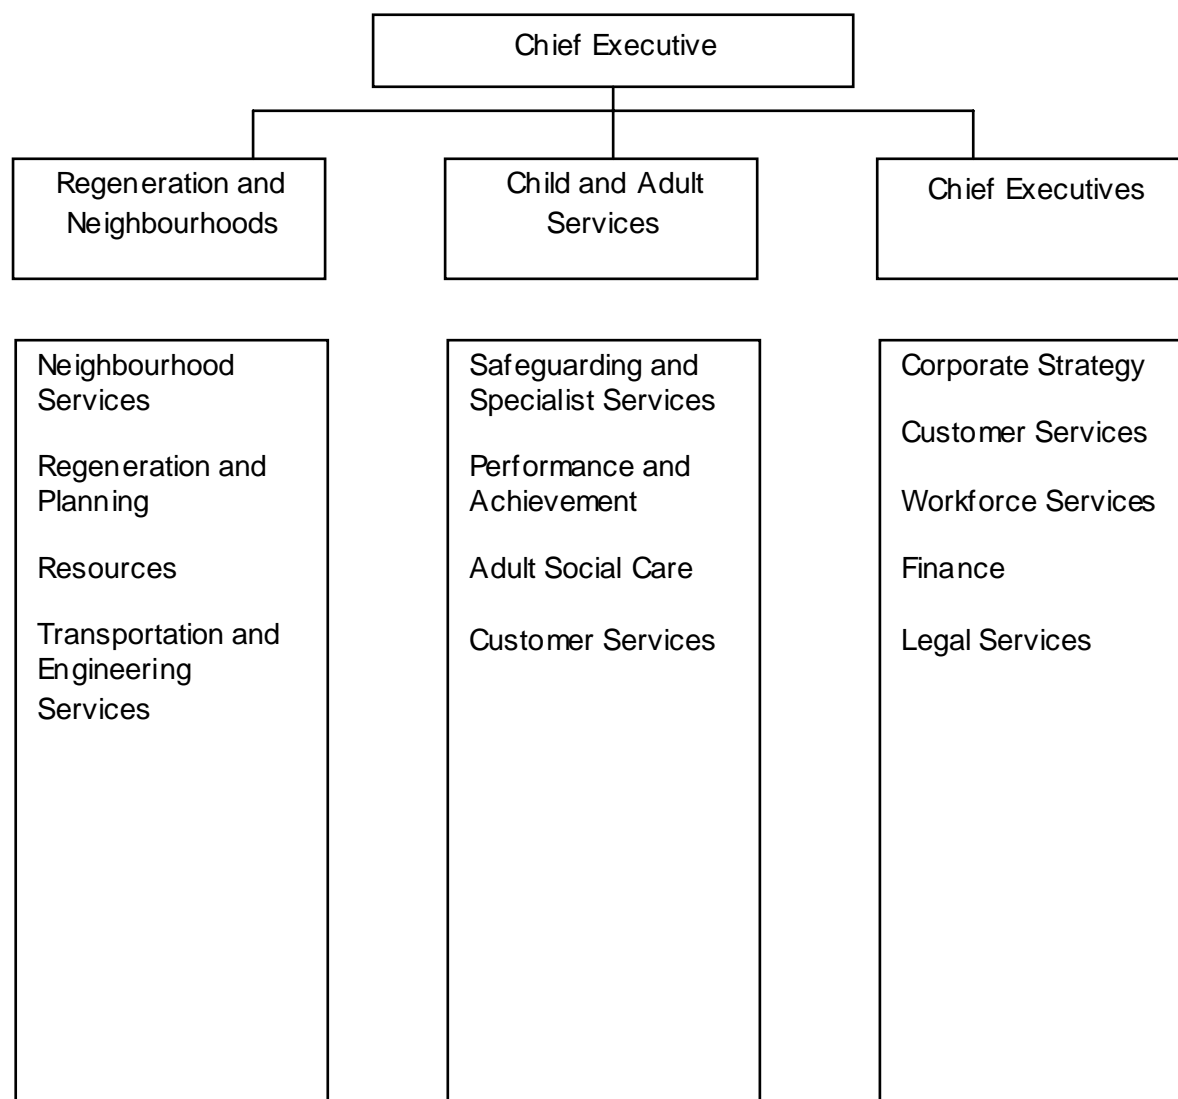 Chief Executive
Regeneration and
Neighbourhoods
Child and Adult
Services
Chief Executives
Neighbourhood
Services
Regeneration and
Planning
Resources
Transportation and
Engineering
Services
Safeguarding and
Specialist Services
Performance and
Achievement
Adult Social Care
Customer Services
Corporate Strategy
Customer Services
Workforce Services
Finance
Legal Services